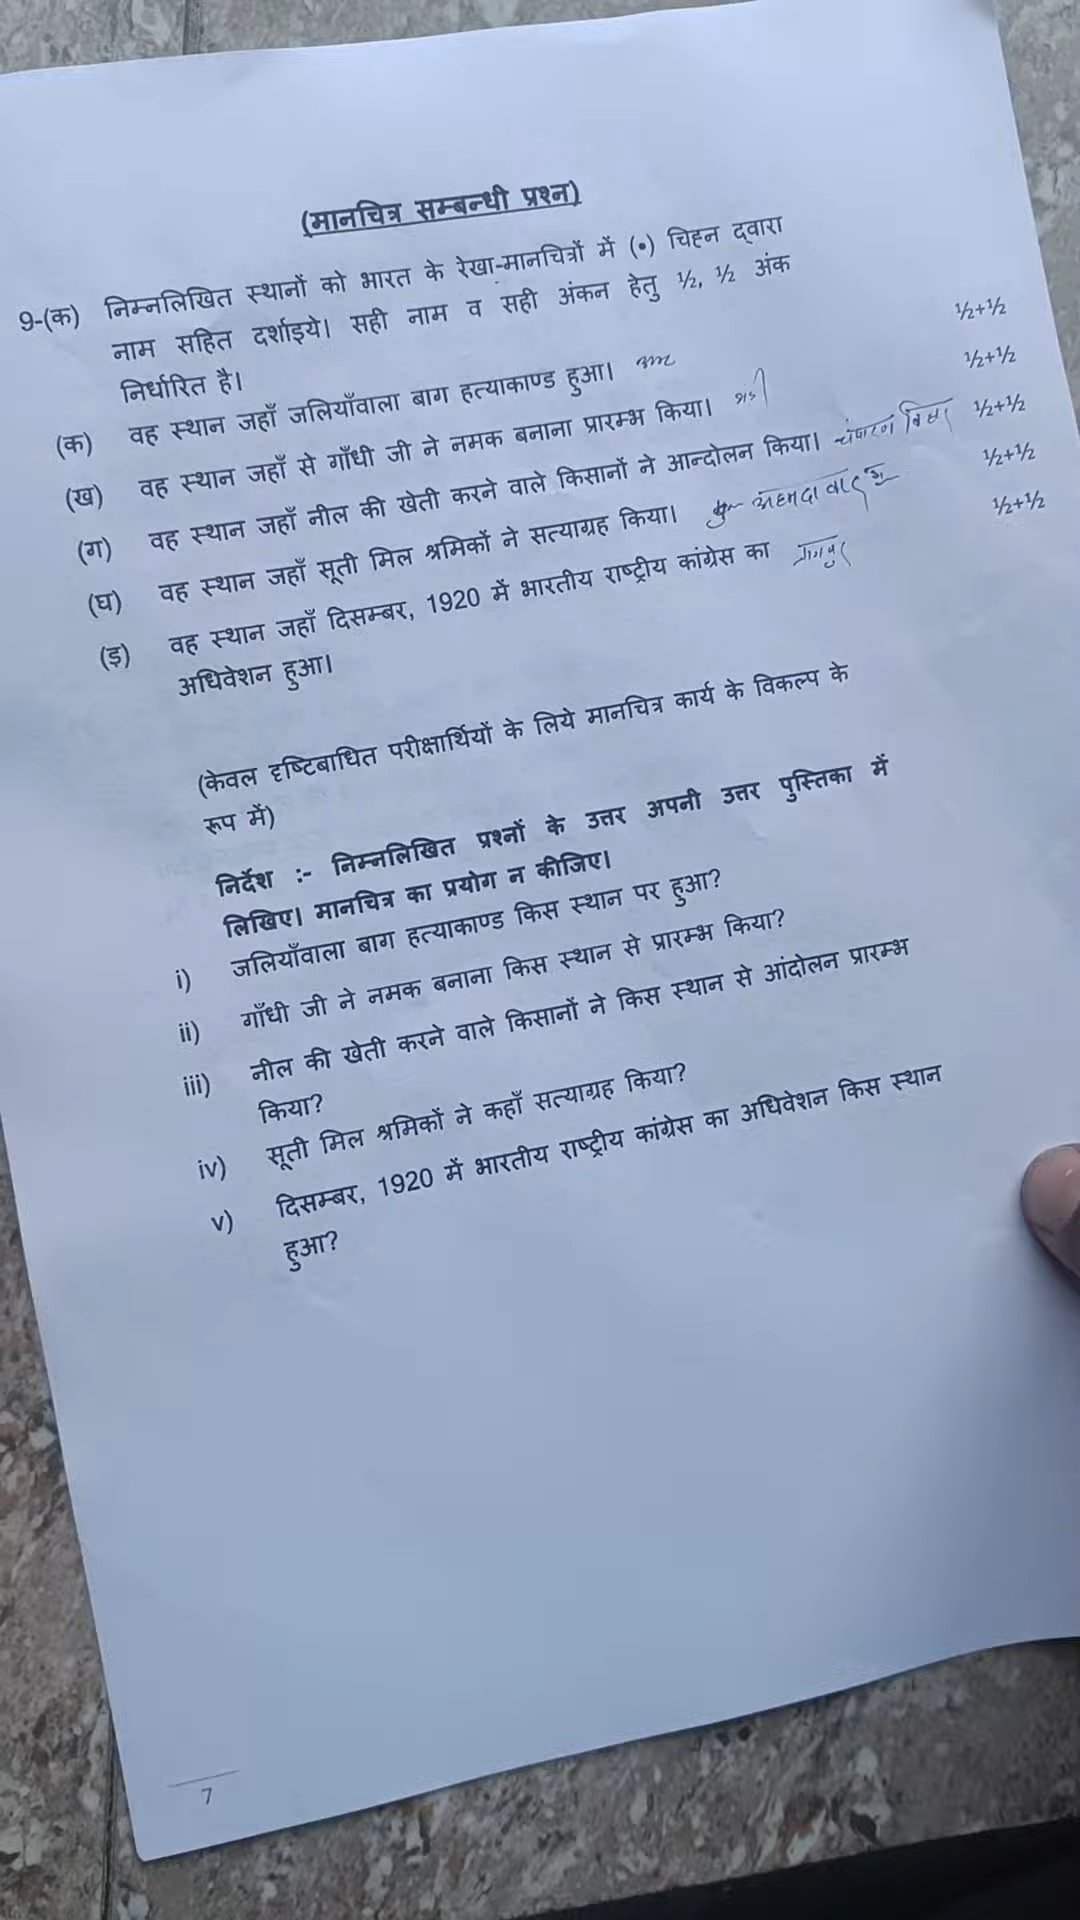 (मानचित्र सम्बन्धी प्रश्न)
9-(क) निम्नलिखित स्थानों को भारत के रेखा-मानचित्रों में (•) चिह्न द्वारा
नाम सहित दर्शाइये। सही नाम व सही अंकन हेतु ½, ½ अंक
निर्धारित है।
(क) वह स्थान जहाँ जलियाँवाला बाग हत्याकाण्ड हुआ। ½+½
(ख) वह स्थान जहाँ से गाँधी जी ने नमक बनाना प्रारम्भ किया। ½+½
(ग) वह स्थान जहाँ नील की खेती करने वाले किसानों ने आन्दोलन किया। चंपारण ½+½
(घ) वह स्थान जहाँ सूती मिल श्रमिकों ने सत्याग्रह किया। अहमदाबाद ½+½
(ड़) वह स्थान जहाँ दिसम्बर, 1920 में भारतीय राष्ट्रीय कांग्रेस का ½+½
अधिवेशन हुआ।
(केवल दृष्टिबाधित परीक्षार्थियों के लिये मानचित्र कार्य के विकल्प के
रूप में)
निर्देश :- निम्नलिखित प्रश्नों के उत्तर अपनी उत्तर पुस्तिका में
लिखिए। मानचित्र का प्रयोग न कीजिए।
i) जलियाँवाला बाग हत्याकाण्ड किस स्थान पर हुआ?
ii) गाँधी जी ने नमक बनाना किस स्थान से प्रारम्भ किया?
iii) नील की खेती करने वाले किसानों ने किस स्थान से आंदोलन प्रारम्भ
किया?
iv) सूती मिल श्रमिकों ने कहाँ सत्याग्रह किया?
v) दिसम्बर, 1920 में भारतीय राष्ट्रीय कांग्रेस का अधिवेशन किस स्थान
हुआ?
7